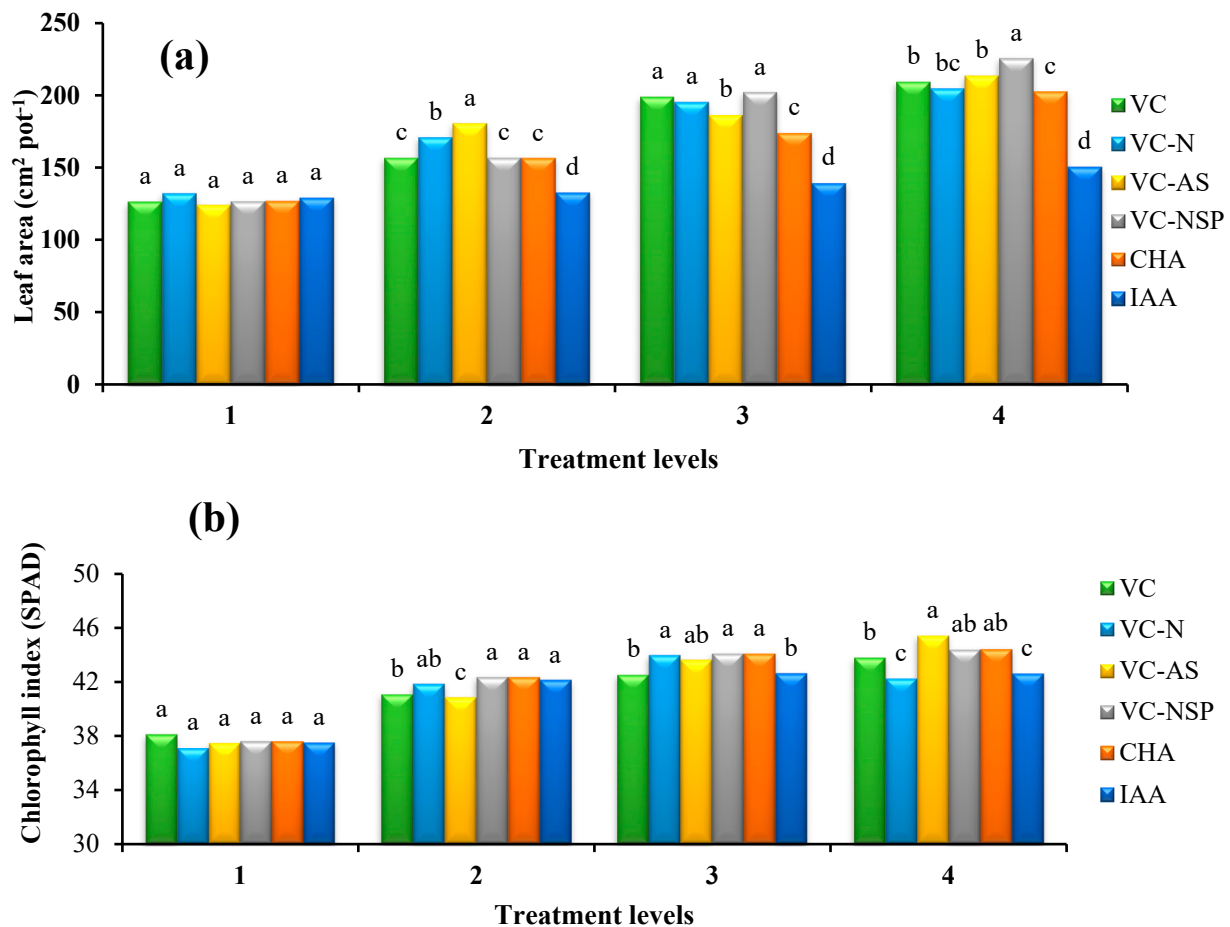 (a)
Leaf area (cm² pot⁻¹)
250
200
150
100
50
0
a a a a a a
c b a c c d
a a b a c d
b bc b a c d
1 2 3 4
Treatment levels
VC
VC-N
VC-AS
VC-NSP
CHA
IAA
(b)
Chlorophyll index (SPAD)
50
46
42
38
34
30
a a a a a a
b ab c a a a
b a ab a a b
b c a ab ab c
1 2 3 4
Treatment levels
VC
VC-N
VC-AS
VC-NSP
CHA
IAA